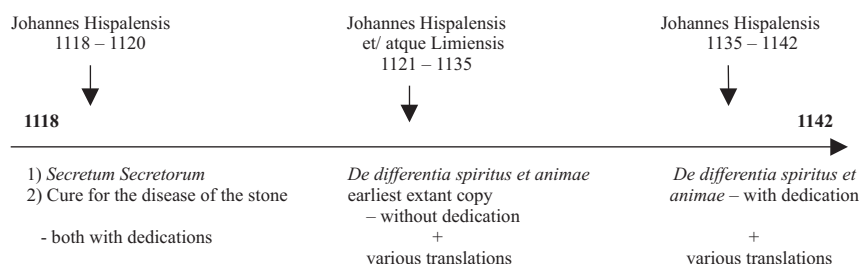 Johannes Hispalensis
1118 – 1120
Johannes Hispalensis
et/ atque Limiensis
1121 – 1135
Johannes Hispalensis
1135 – 1142
1118
1142
1) Secretum Secretorum
2) Cure for the disease of the stone
- both with dedications
De differentia spiritus et animae
earliest extant copy
– without dedication
+
various translations
De differentia spiritus et
animae – with dedication
+
various translations